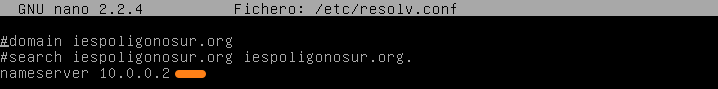 GNU nano 2.2.4 Fichero: /etc/resolv.conf
#domain iespoligonosur.org
#search iespoligonosur.org iespoligonosur.org.
nameserver 10.0.0.2